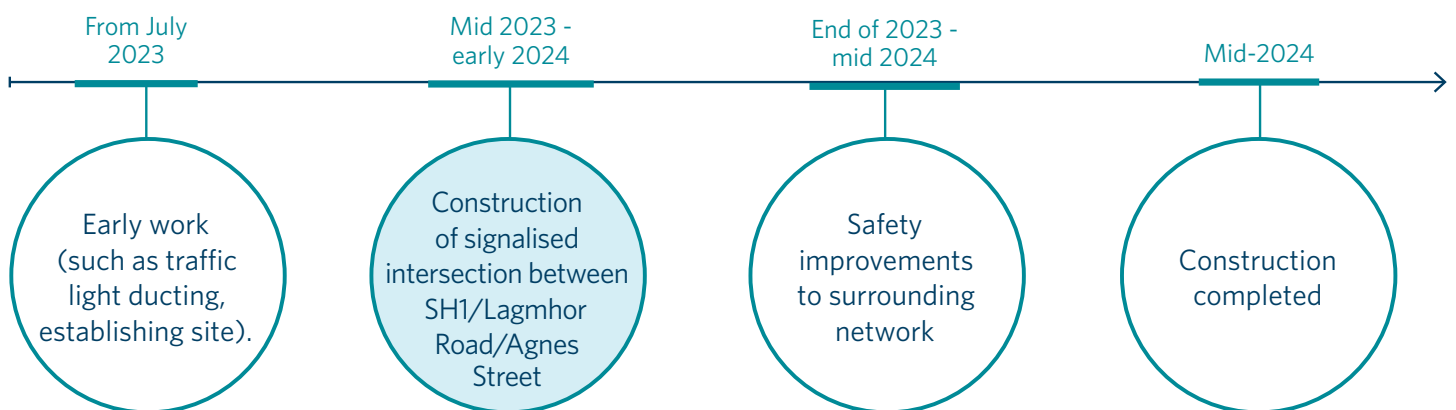 From July
2023
Mid 2023 -
early 2024
End of 2023 -
mid 2024
Mid-2024
Early work
(such as traffic
light ducting,
establishing site).
Construction
of signalised
intersection between
SH1/Lagmhor
Road/Agnes
Street
Safety
improvements
to surrounding
network
Construction
completed